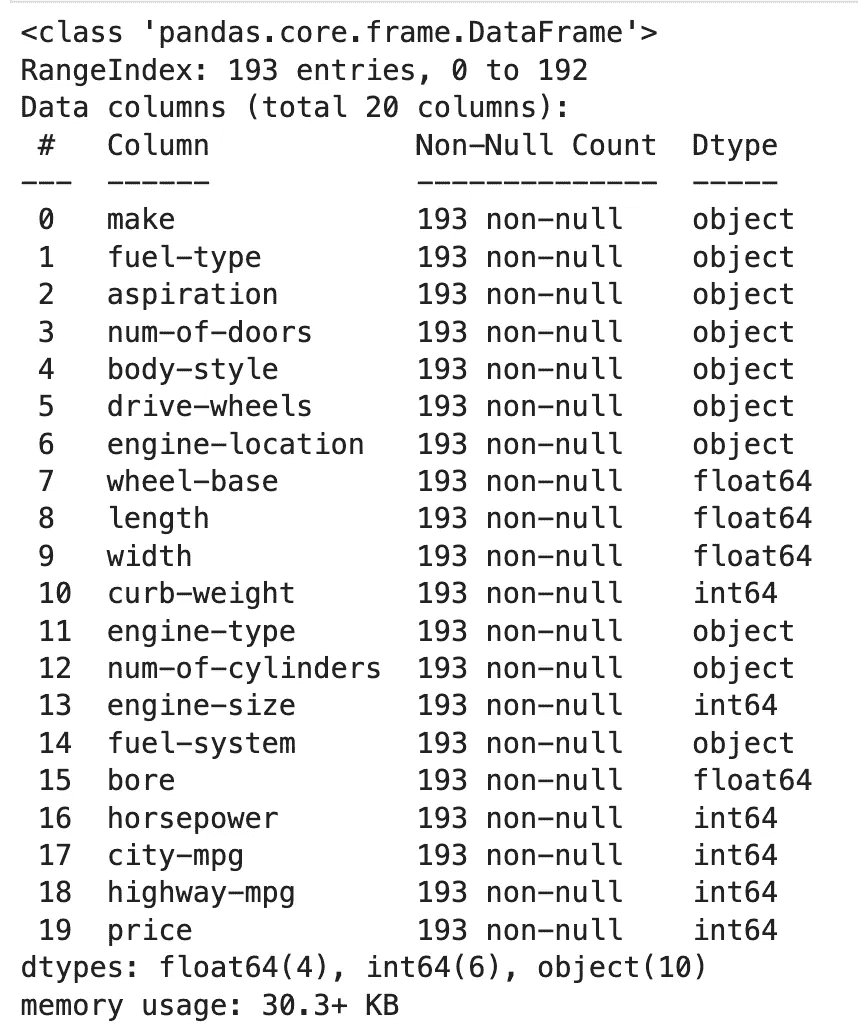 <class 'pandas.core.frame.DataFrame'>
RangeIndex: 193 entries, 0 to 192
Data columns (total 20 columns):
 #   Column             Non-Null Count  Dtype
---  ------             --------------  -----
 0   make               193 non-null    object
 1   fuel-type          193 non-null    object
 2   aspiration         193 non-null    object
 3   num-of-doors       193 non-null    object
 4   body-style         193 non-null    object
 5   drive-wheels       193 non-null    object
 6   engine-location    193 non-null    object
 7   wheel-base         193 non-null    float64
 8   length             193 non-null    float64
 9   width              193 non-null    float64
 10  curb-weight        193 non-null    int64
 11  engine-type        193 non-null    object
 12  num-of-cylinders   193 non-null    object
 13  engine-size        193 non-null    int64
 14  fuel-system        193 non-null    object
 15  bore               193 non-null    float64
 16  horsepower         193 non-null    int64
 17  city-mpg           193 non-null    int64
 18  highway-mpg        193 non-null    int64
 19  price              193 non-null    int64
dtypes: float64(4), int64(6), object(10)
memory usage: 30.3+ KB